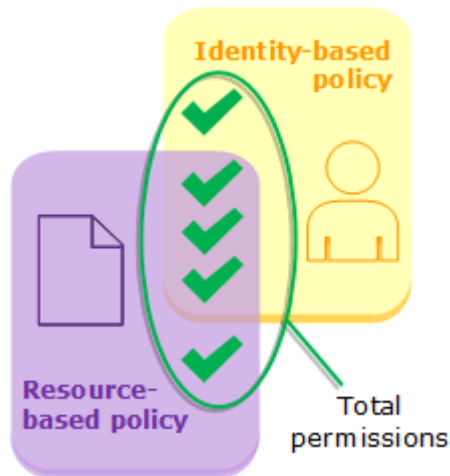 Identity-based
policy
Resource-
based policy
Total
permissions